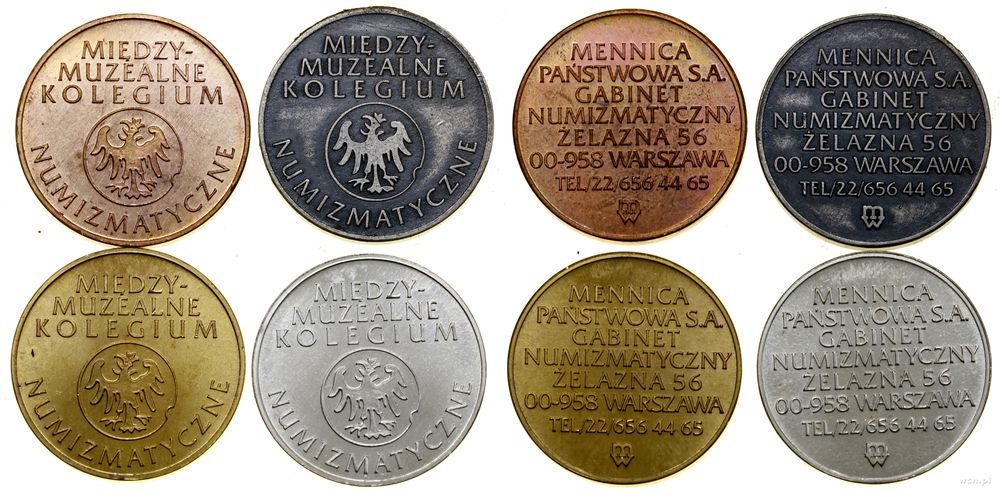 MIĘDZY-
MUZEALNE
KOLEGIUM
NUMIZMATYCZNE
MIĘDZY-
MUZEALNE
KOLEGIUM
NUMIZMATYCZNE
MENNICA
PAŃSTWOWA S.A.
GABINET
NUMIZMATYCZNY
ŻELAZNA 56
00-958 WARSZAWA
TEL/22/656 44 65
MENNICA
PAŃSTWOWA S.A.
GABINET
NUMIZMATYCZNY
ŻELAZNA 56
00-958 WARSZAWA
TEL/22/656 44 65
MIĘDZY-
MUZEALNE
KOLEGIUM
NUMIZMATYCZNE
MIĘDZY-
MUZEALNE
KOLEGIUM
NUMIZMATYCZNE
MENNICA
PAŃSTWOWA S.A.
GABINET
NUMIZMATYCZNY
ŻELAZNA 56
00-958 WARSZAWA
TEL/22/656 44 65
MENNICA
PAŃSTWOWA S.A.
GABINET
NUMIZMATYCZNY
ŻELAZNA 56
00-958 WARSZAWA
TEL/22/656 44 65
wsn.pl